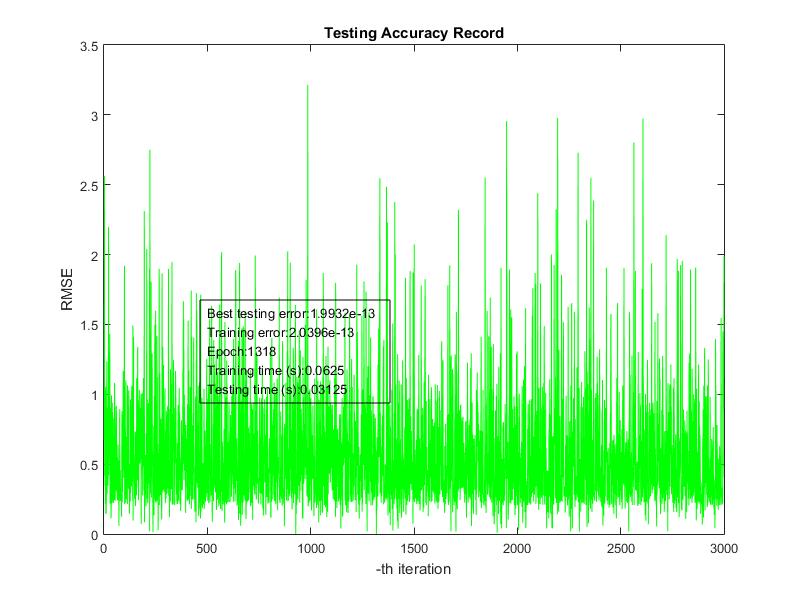 Testing Accuracy Record
3.5
3
2.5
2
1.5
1
0.5
0
RMSE
Best testing error:1.9932e-13
Training error:2.0396e-13
Epoch:1318
Training time (s):0.0625
Testing time (s):0.03125
0 500 1000 1500 2000 2500 3000
-th iteration